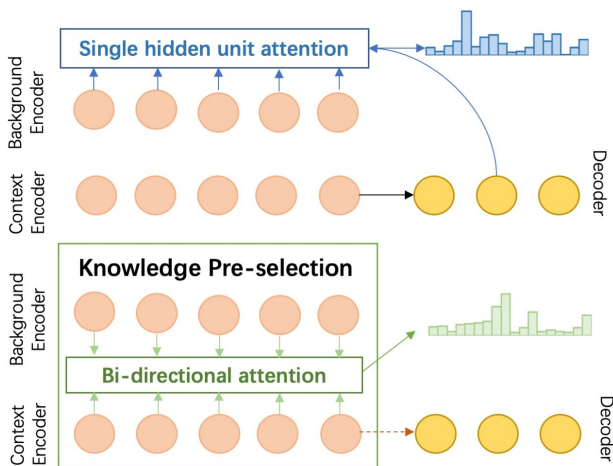 Single hidden unit attention
Background
Encoder
Context
Encoder
Decoder
Knowledge Pre-selection
Background
Encoder
Bi-directional attention
Context
Encoder
Decoder